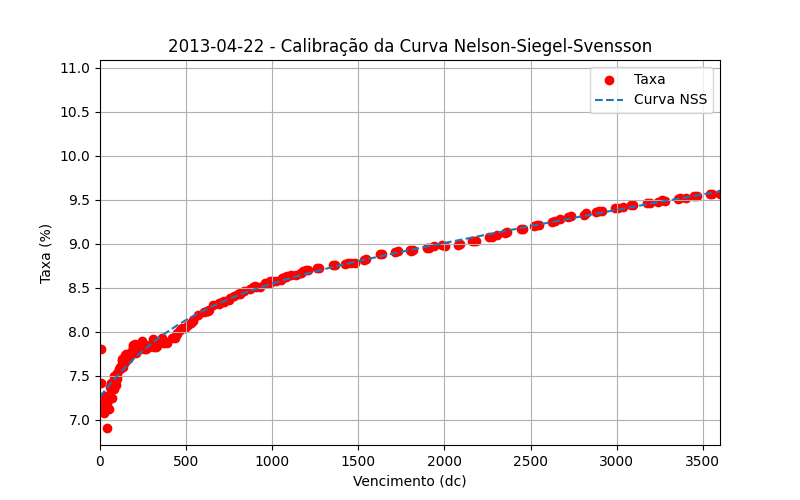 2013-04-22 - Calibração da Curva Nelson-Siegel-Svensson
11.0
10.5
10.0
9.5
9.0
8.5
8.0
7.5
7.0
Taxa (%)
Taxa
Curva NSS
0 500 1000 1500 2000 2500 3000 3500
Vencimento (dc)